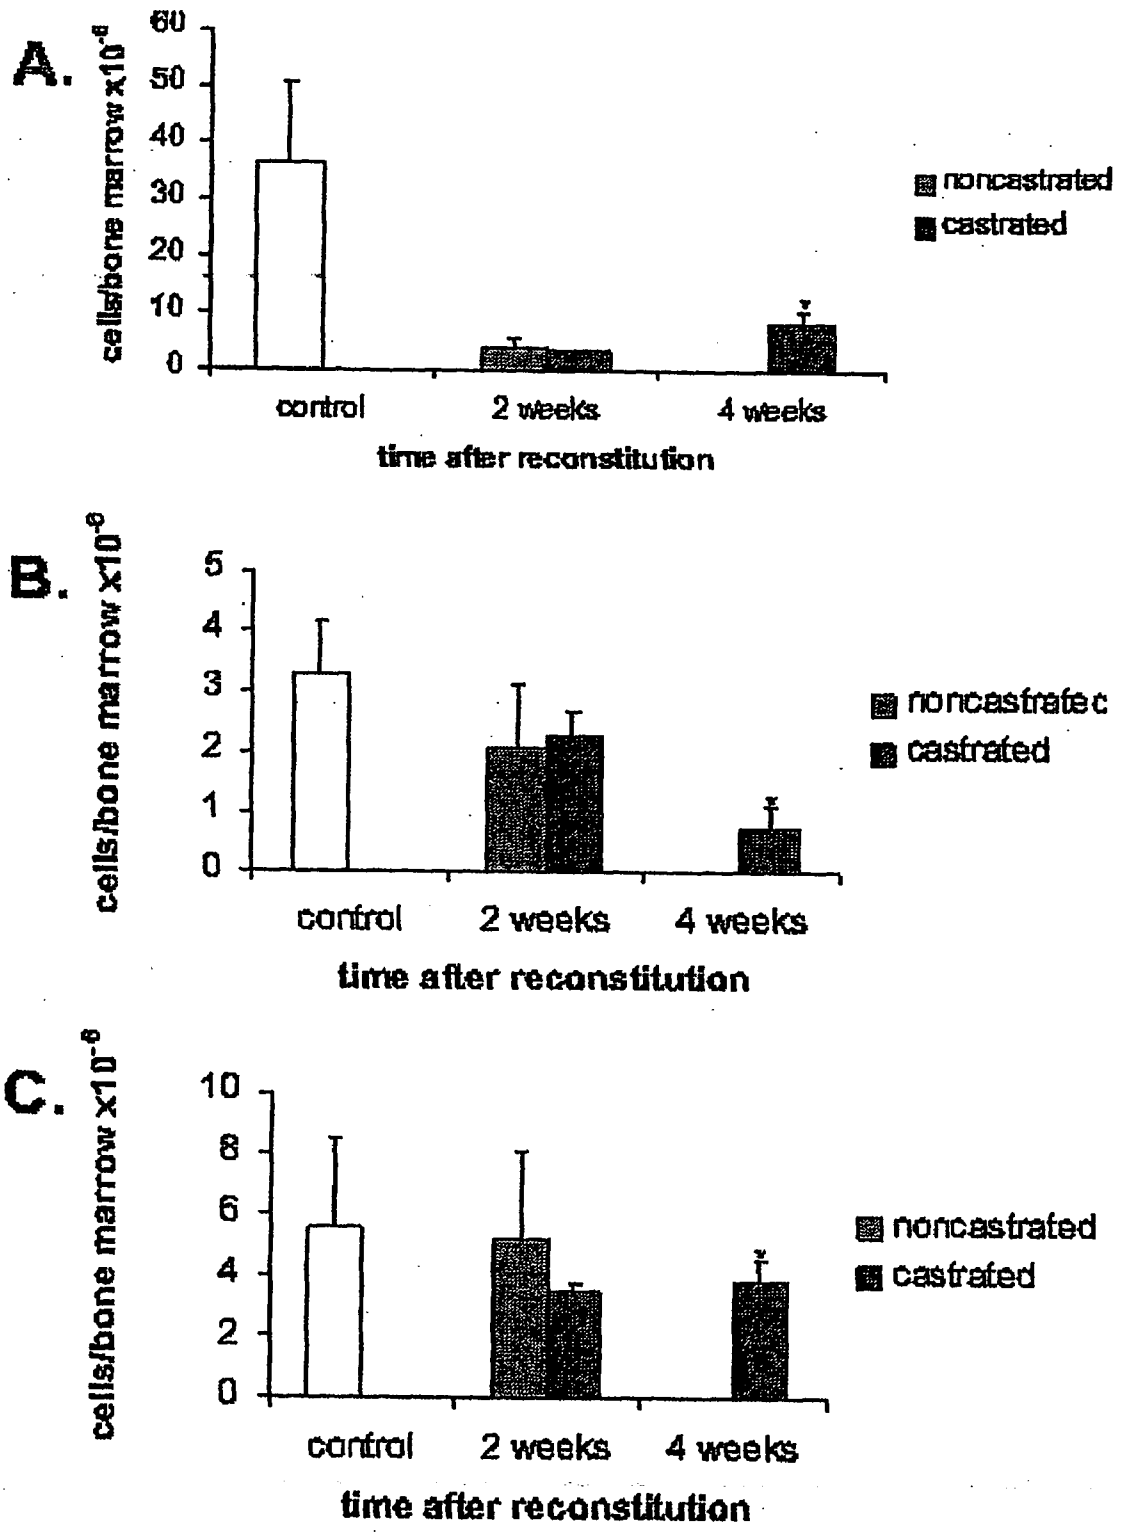 A.
cells/bone marrow x10-6
60
50
40
30
20
10
0
control
2 weeks
4 weeks
*
time after reconstitution
noncastrated
castrated
B.
cells/bone marrow x10-6
5
4
3
2
1
0
control
2 weeks
4 weeks
*
time after reconstitution
noncastratec
castrated
C.
cells/bone marrow x10-6
10
8
6
4
2
0
control
2 weeks
4 weeks
*
time after reconstitution
noncastrated
castrated